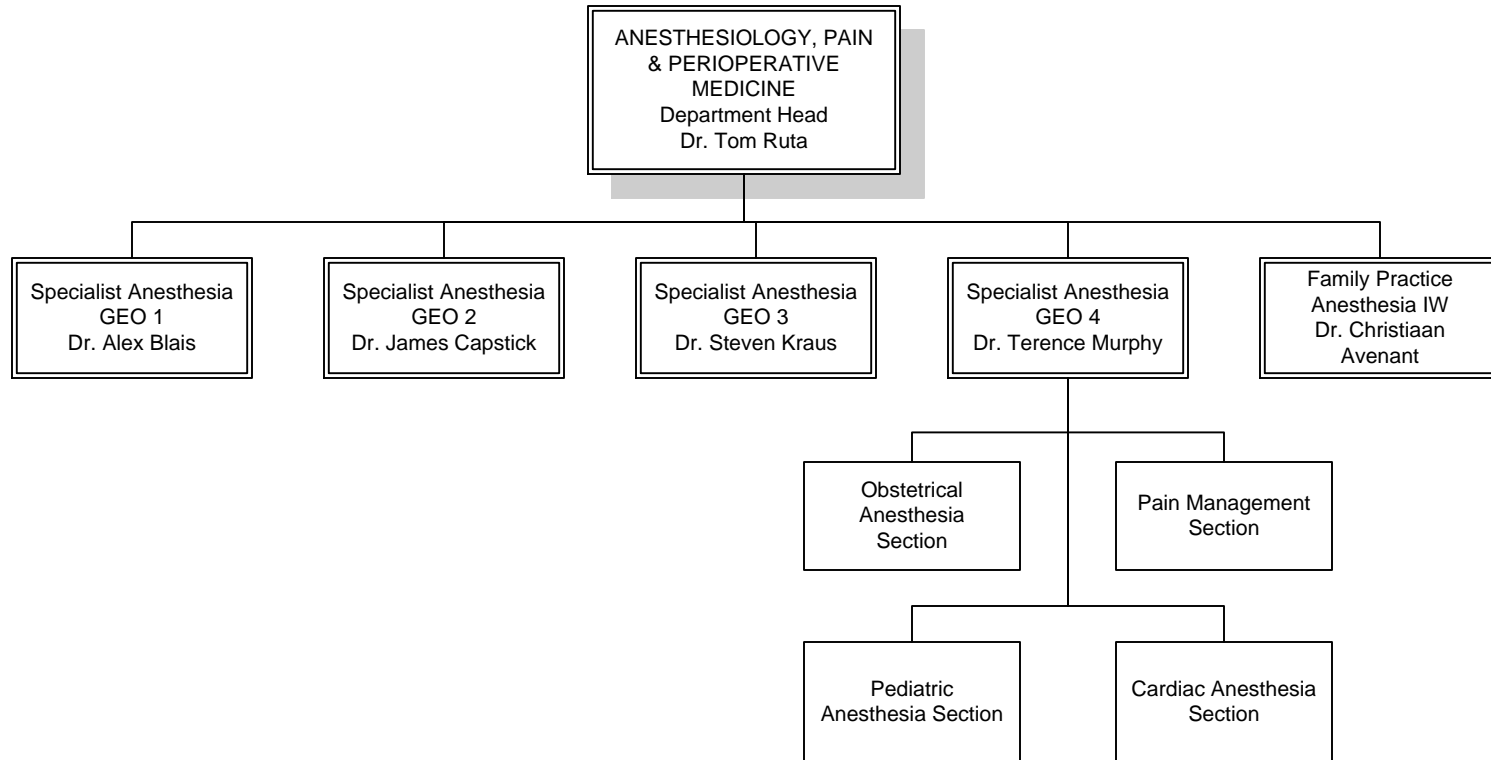 ANESTHESIOLOGY, PAIN
& PERIOPERATIVE
MEDICINE
Department Head
Dr. Tom Ruta
Specialist Anesthesia
GEO 1
Dr. Alex Blais
Specialist Anesthesia
GEO 2
Dr. James Capstick
Specialist Anesthesia
GEO 3
Dr. Steven Kraus
Specialist Anesthesia
GEO 4
Dr. Terence Murphy
Family Practice
Anesthesia IW
Dr. Christiaan
Avenant
Obstetrical
Anesthesia
Section
Pain Management
Section
Pediatric
Anesthesia Section
Cardiac Anesthesia
Section